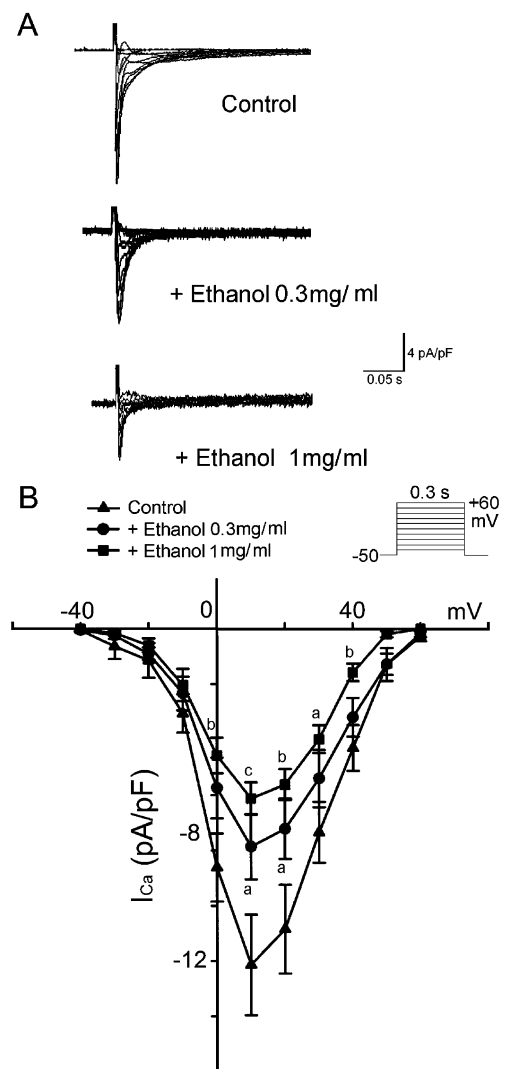 A
Control
+ Ethanol 0.3mg/ ml
4 pA/pF
0.05 s
+ Ethanol 1mg/ml
B
Control
+ Ethanol 0.3mg/ml
+ Ethanol 1mg/ml
0.3 s
+60
mV
-50
-40 0 40 mV
b
b
a
c b
-8
a a
-12
ICa (pA/pF)